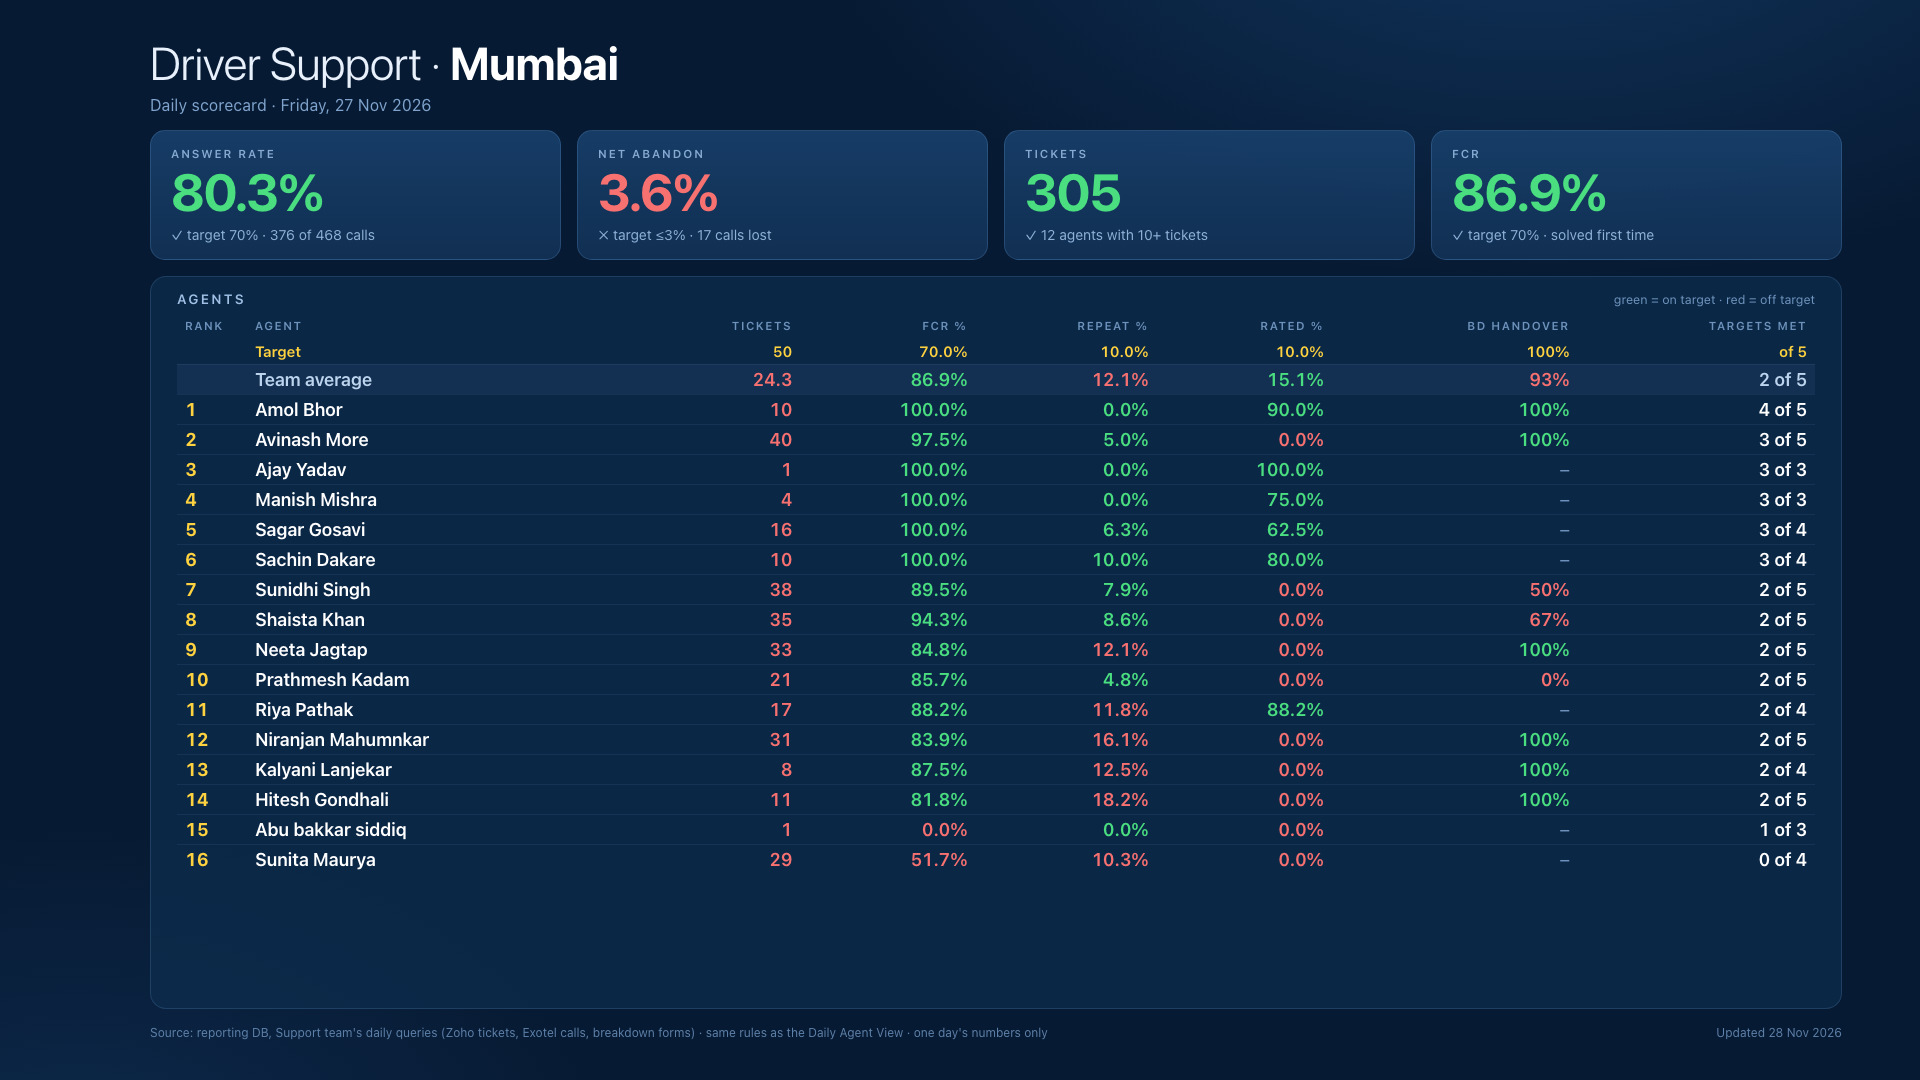 Driver Support · Mumbai
Daily scorecard · Friday, 27 Nov 2026
ANSWER RATE
80.3%
✓ target 70% · 376 of 468 calls
NET ABANDON
3.6%
✕ target ≤3% · 17 calls lost
TICKETS
305
✓ 12 agents with 10+ tickets
FCR
86.9%
✓ target 70% · solved first time
AGENTS
green = on target · red = off target
RANK AGENT TICKETS FCR % REPEAT % RATED % BD HANDOVER TARGETS MET
Target 50 70.0% 10.0% 10.0% 100% of 5
Team average 24.3 86.9% 12.1% 15.1% 93% 2 of 5
1 Amol Bhor 10 100.0% 0.0% 90.0% 100% 4 of 5
2 Avinash More 40 97.5% 5.0% 0.0% 100% 3 of 5
3 Ajay Yadav 1 100.0% 0.0% 100.0% – 3 of 3
4 Manish Mishra 4 100.0% 0.0% 75.0% – 3 of 3
5 Sagar Gosavi 16 100.0% 6.3% 62.5% – 3 of 4
6 Sachin Dakare 10 100.0% 10.0% 80.0% – 3 of 4
7 Sunidhi Singh 38 89.5% 7.9% 0.0% 50% 2 of 5
8 Shaista Khan 35 94.3% 8.6% 0.0% 67% 2 of 5
9 Neeta Jagtap 33 84.8% 12.1% 0.0% 100% 2 of 5
10 Prathmesh Kadam 21 85.7% 4.8% 0.0% 0% 2 of 5
11 Riya Pathak 17 88.2% 11.8% 88.2% – 2 of 4
12 Niranjan Mahumnkar 31 83.9% 16.1% 0.0% 100% 2 of 5
13 Kalyani Lanjekar 8 87.5% 12.5% 0.0% 100% 2 of 4
14 Hitesh Gondhali 11 81.8% 18.2% 0.0% 100% 2 of 5
15 Abu bakkar siddiq 1 0.0% 0.0% 0.0% – 1 of 3
16 Sunita Maurya 29 51.7% 10.3% 0.0% – 0 of 4
Source: reporting DB, Support team's daily queries (Zoho tickets, Exotel calls, breakdown forms) · same rules as the Daily Agent View · one day's numbers only
Updated 28 Nov 2026